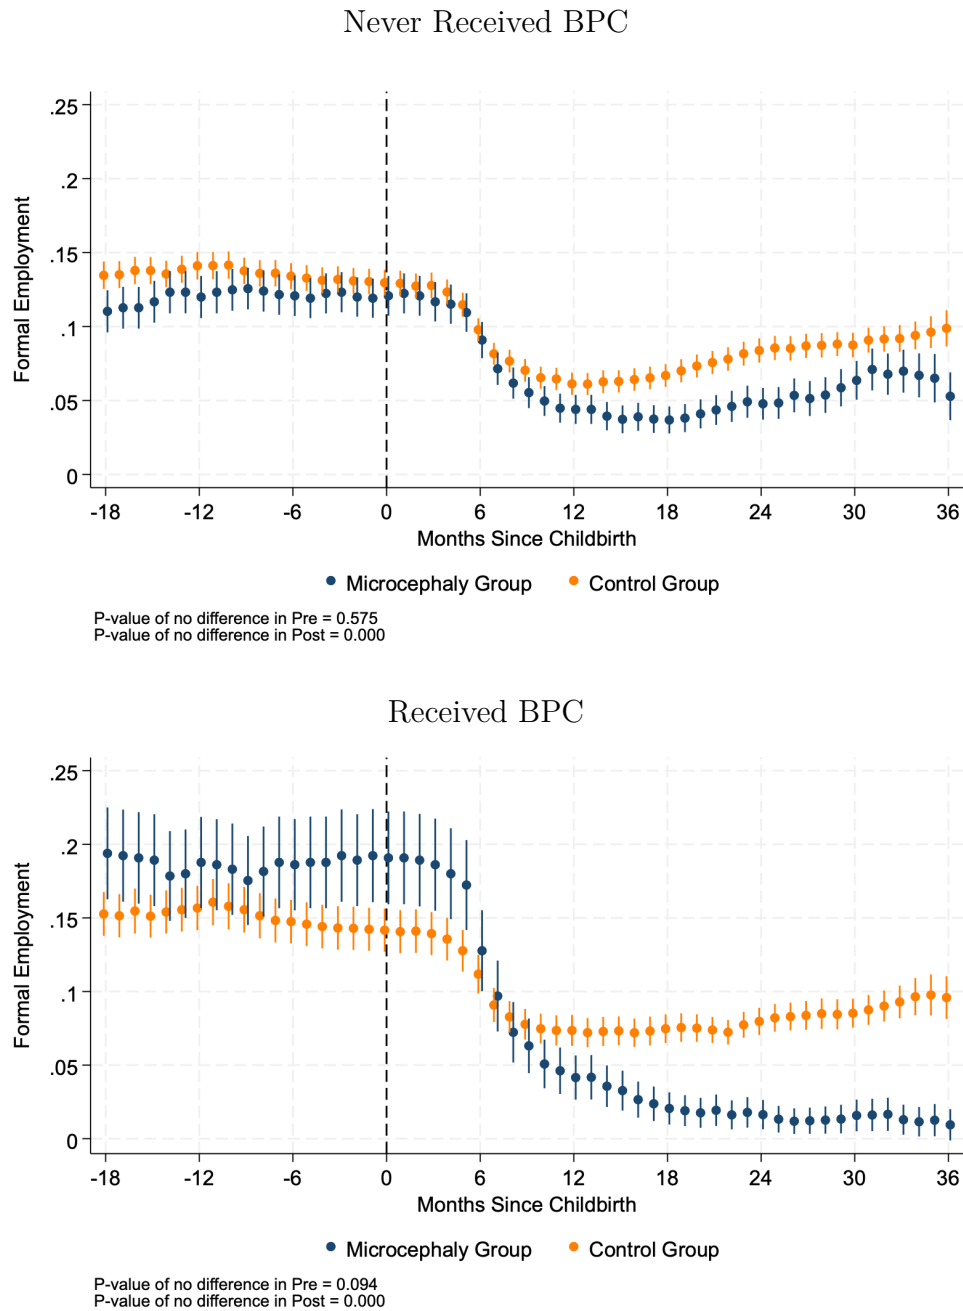 Never Received BPC
.25
.2
.15
.1
.05
0
Formal Employment
-18 -12 -6 0 6 12 18 24 30 36
Months Since Childbirth
Microcephaly Group Control Group
P-value of no difference in Pre = 0.575
P-value of no difference in Post = 0.000
Received BPC
.25
.2
.15
.1
.05
0
Formal Employment
-18 -12 -6 0 6 12 18 24 30 36
Months Since Childbirth
Microcephaly Group Control Group
P-value of no difference in Pre = 0.094
P-value of no difference in Post = 0.000